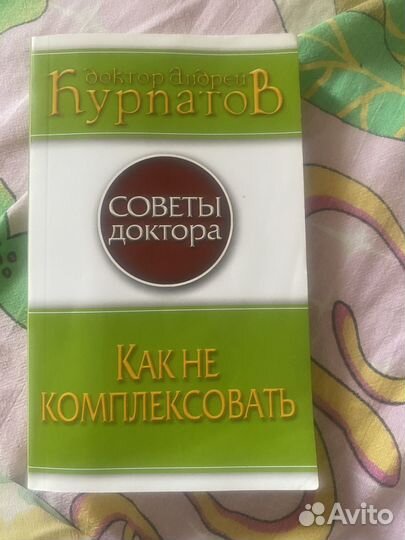 доктор Андрей
Курпатов
СОВЕТЫ
доктора
КАК НЕ
КОМПЛЕКСОВАТЬ
Avito